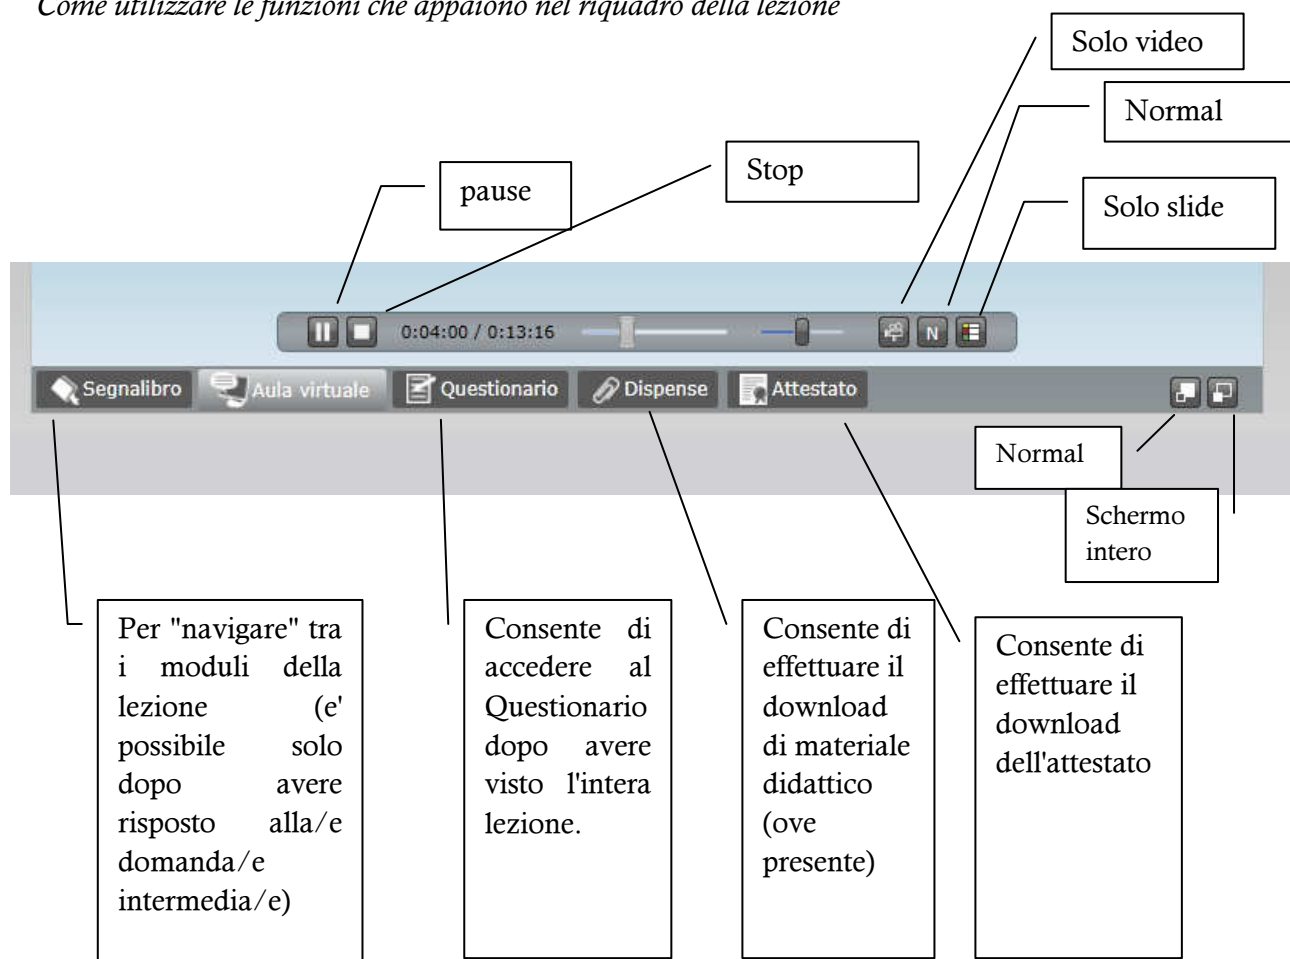 Come utilizzare le funzioni che appaiono nel riquadro della lezione
Solo video
Normal
Stop
pause
Solo slide
0:04:00 / 0:13:16
N
Segnalibro
Aula virtuale
Questionario
Dispense
Attestato
Normal
Schermo
intero
Per "navigare" tra
i moduli della
lezione (e'
possibile solo
dopo avere
risposto alla/e
domanda/e
intermedia/e)
Consente di
accedere al
Questionario
dopo avere
visto l'intera
lezione.
Consente di
effettuare il
download
di materiale
didattico
(ove
presente)
Consente di
effettuare il
download
dell'attestato